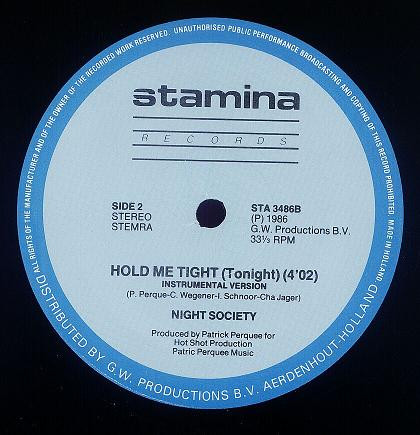 ALL RIGHTS OF THE MANUFACTURER AND OF THE OWNER OF THE RECORDED WORK RESERVED. UNAUTHORISED PUBLIC PERFORMANCE BROADCASTING AND COPYING OF THIS RECORD PROHIBITED. MADE IN HOLLAND
stamina
RECORDS
SIDE 2
STEREO
STEMRA
STA 3486B
(P) 1986
G.W. Productions B.V.
33⅓ RPM
HOLD ME TIGHT (Tonight) (4'02)
INSTRUMENTAL VERSION
(P. Perque-C. Wegener-I. Schnoor-Cha Jager)
NIGHT SOCIETY
Produced by Patrick Perquee for
Hot Shot Production
Patric Perquee Music
DISTRIBUTED BY G.W. PRODUCTIONS B.V. AERDENHOUT-HOLLAND